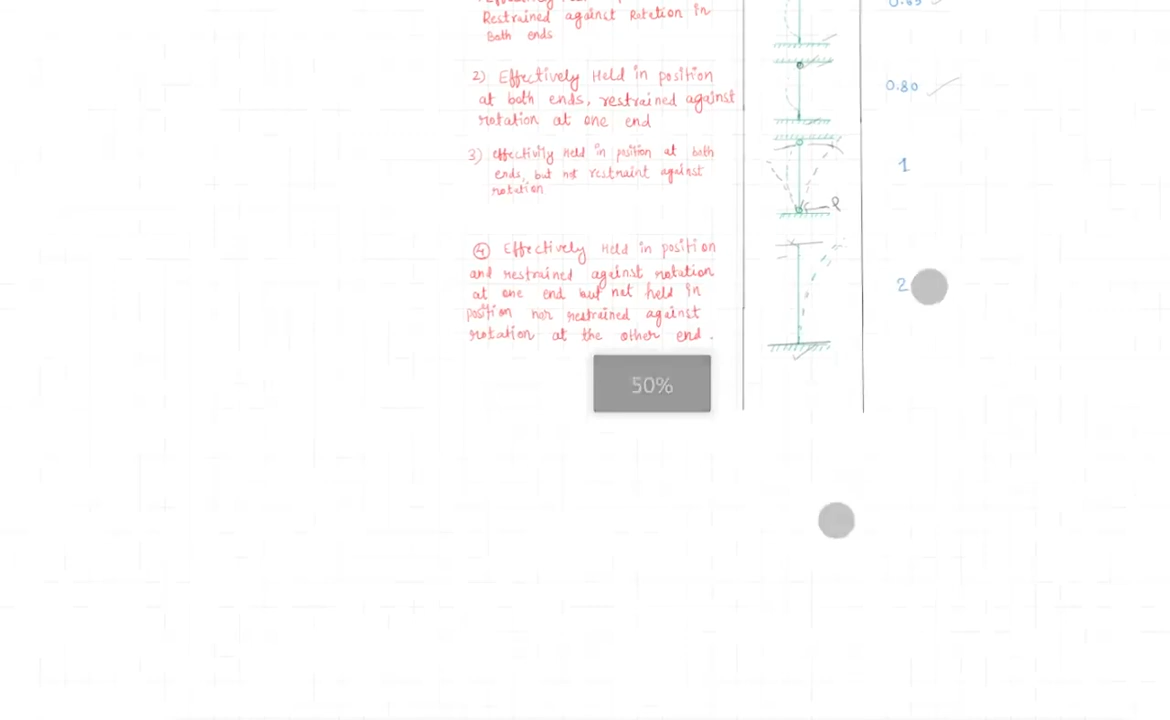 Restrained against Rotation in
Both ends
0.65
2) Effectively Held in position
at both ends, restrained against
rotation at one end
0.80
3) effectivily Held in position at both
ends, but not restraint against
rotation
1
④ Effectively Held in position
and restrained against rotation
at one end but not held in
position nor restrained against
rotation at the other end.
2
50%